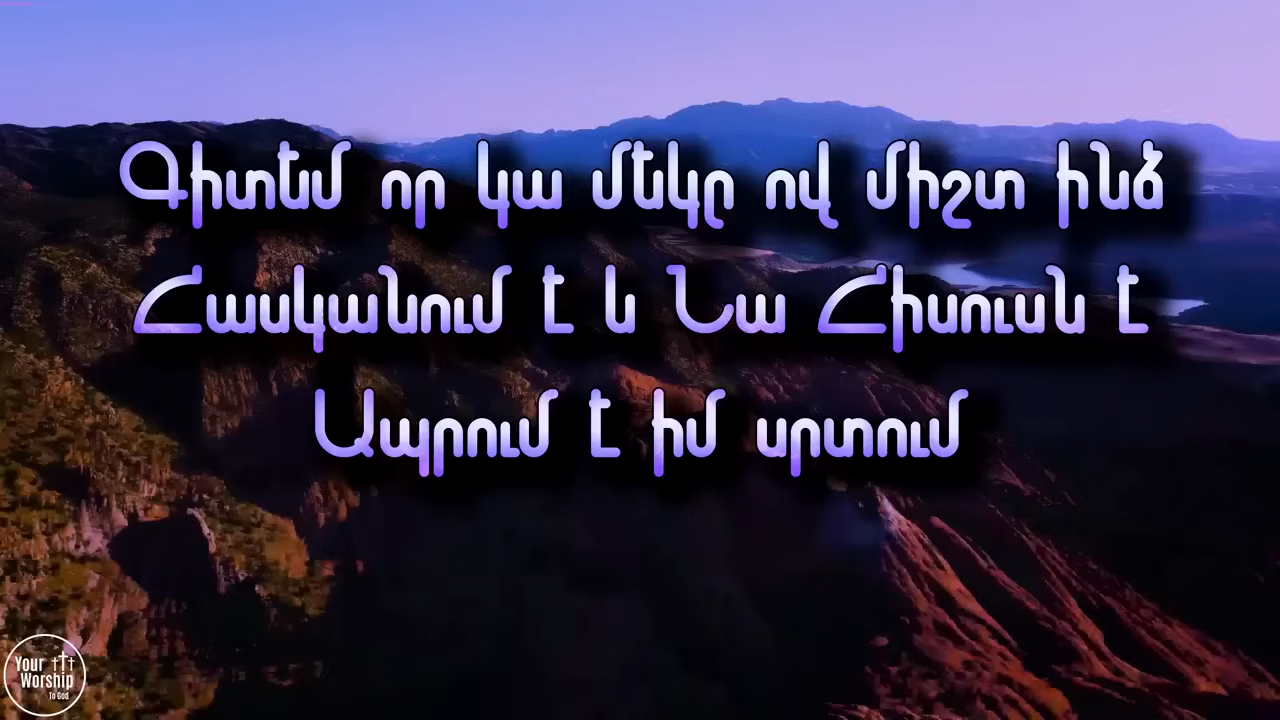 Գիտեմ որ կա մեկը ով միշտ ինձ
Հասկանում է և Նա Հիսուսն է
Ապրում է իմ սրտում
Your
Worship
To God